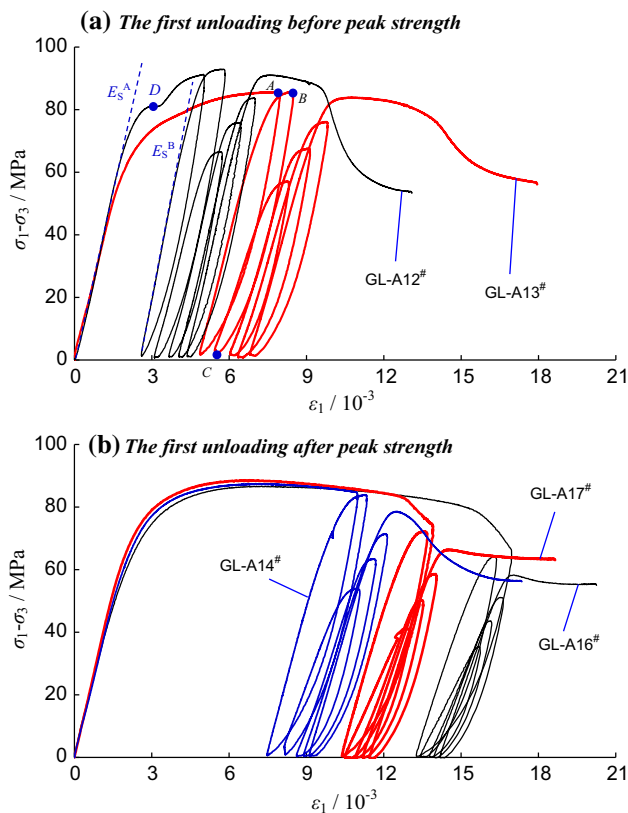 (a) The first unloading before peak strength
100
80
60
40
20
0
σ1-σ3 / MPa
ESA
D
ESB
A
B
C
GL-A12#
GL-A13#
0 3 6 9 12 15 18 21
ε1 / 10-3
(b) The first unloading after peak strength
100
80
60
40
20
0
σ1-σ3 / MPa
GL-A17#
GL-A14#
GL-A16#
0 3 6 9 12 15 18 21
ε1 / 10-3